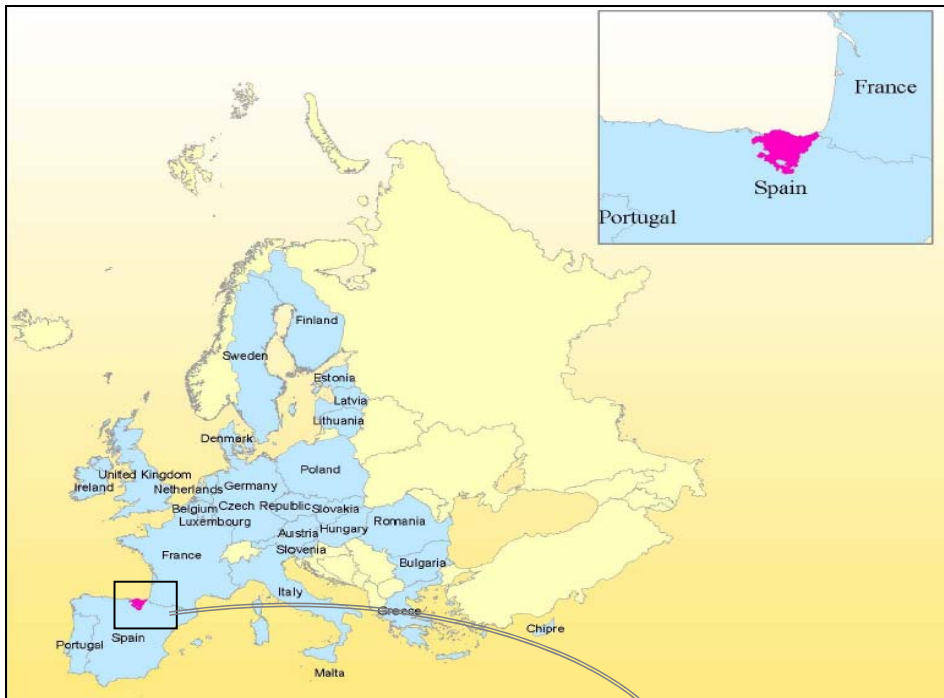 France
Spain
Portugal
Finland
Sweden
Estonia
Latvia
Lithuania
Denmark
Poland
United Kingdom
Ireland
Netherlands
Germany
Belgium
Czech Republic
Slovakia
Luxembourg
Austria
Hungary
Romania
Slovenia
France
Bulgaria
Italy
Greece
Chipre
Spain
Portugal
Malta